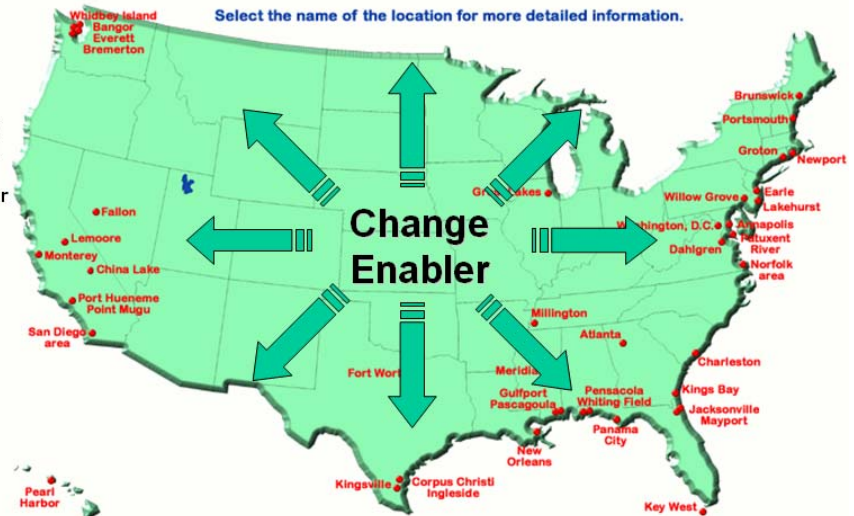 Select the name of the location for more detailed information.
Whidbey Island
Bangor
Everett
Bremerton
Brunswick
Portsmouth
Groton
Newport
Willow Grove
Earle
Lakehurst
Annapolis
Patuxent
River
Dahlgren
Norfolk
area
Fallon
Lemoore
Monterey
China Lake
Port Hueneme
Point Mugu
San Diego
area
Change
Enabler
Millington
Atlanta
Charleston
Kings Bay
Jacksonville
Mayport
Gulfport
Pascagoula
Pensacola
Whiting Field
Panama
City
New
Orleans
Kingsville
Corpus Christi
Ingleside
Key West
Pearl
Harbor